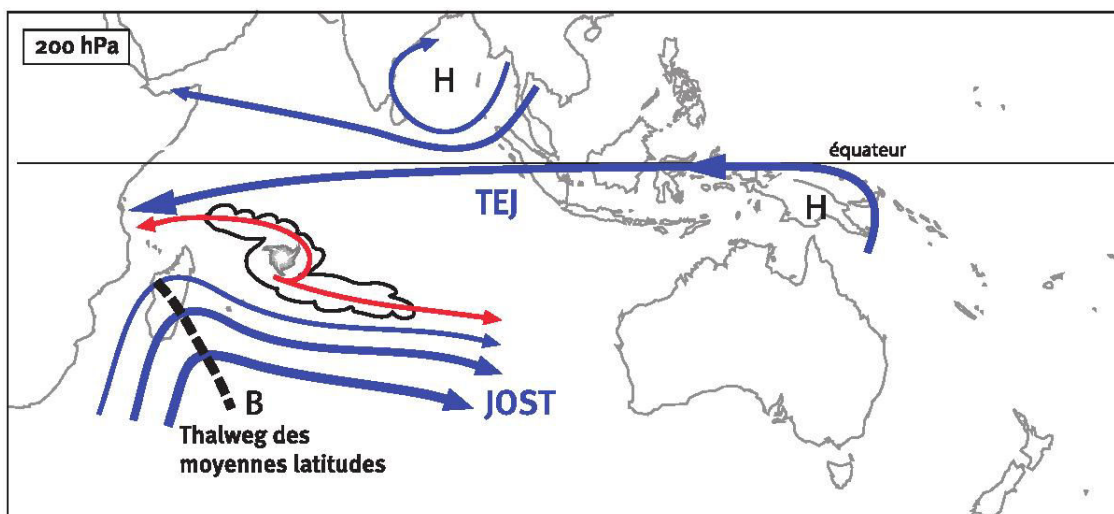 200 hPa
H
équateur
TEJ
H
B
JOST
Thalweg des
moyennes latitudes